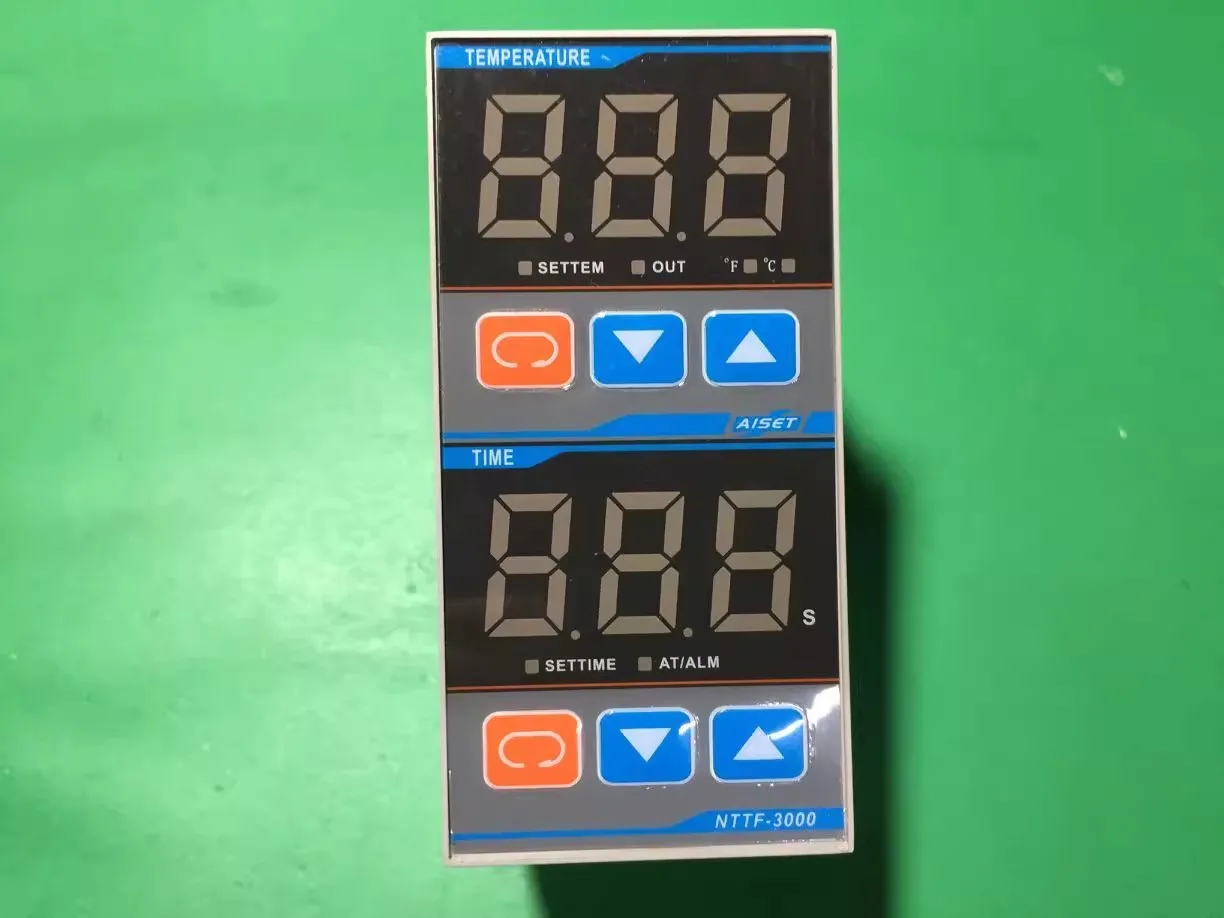 TEMPERATURE
SETTEM OUT °F °C
AISET
TIME
S
SETTIME AT/ALM
NTTF-3000